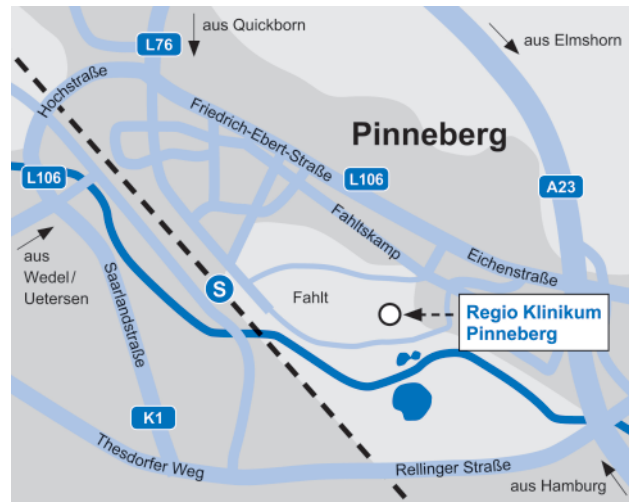 aus Quickborn
L76
aus Elmshorn
Hochstraße
Friedrich-Ebert-Straße
Pinneberg
L106
L106
A23
Fahltskamp
Eichenstraße
aus
Wedel/
Uetersen
Saarlandstraße
S
Fahlt
Regio Klinikum
Pinneberg
K1
Thesdorfer Weg
Rellinger Straße
aus Hamburg